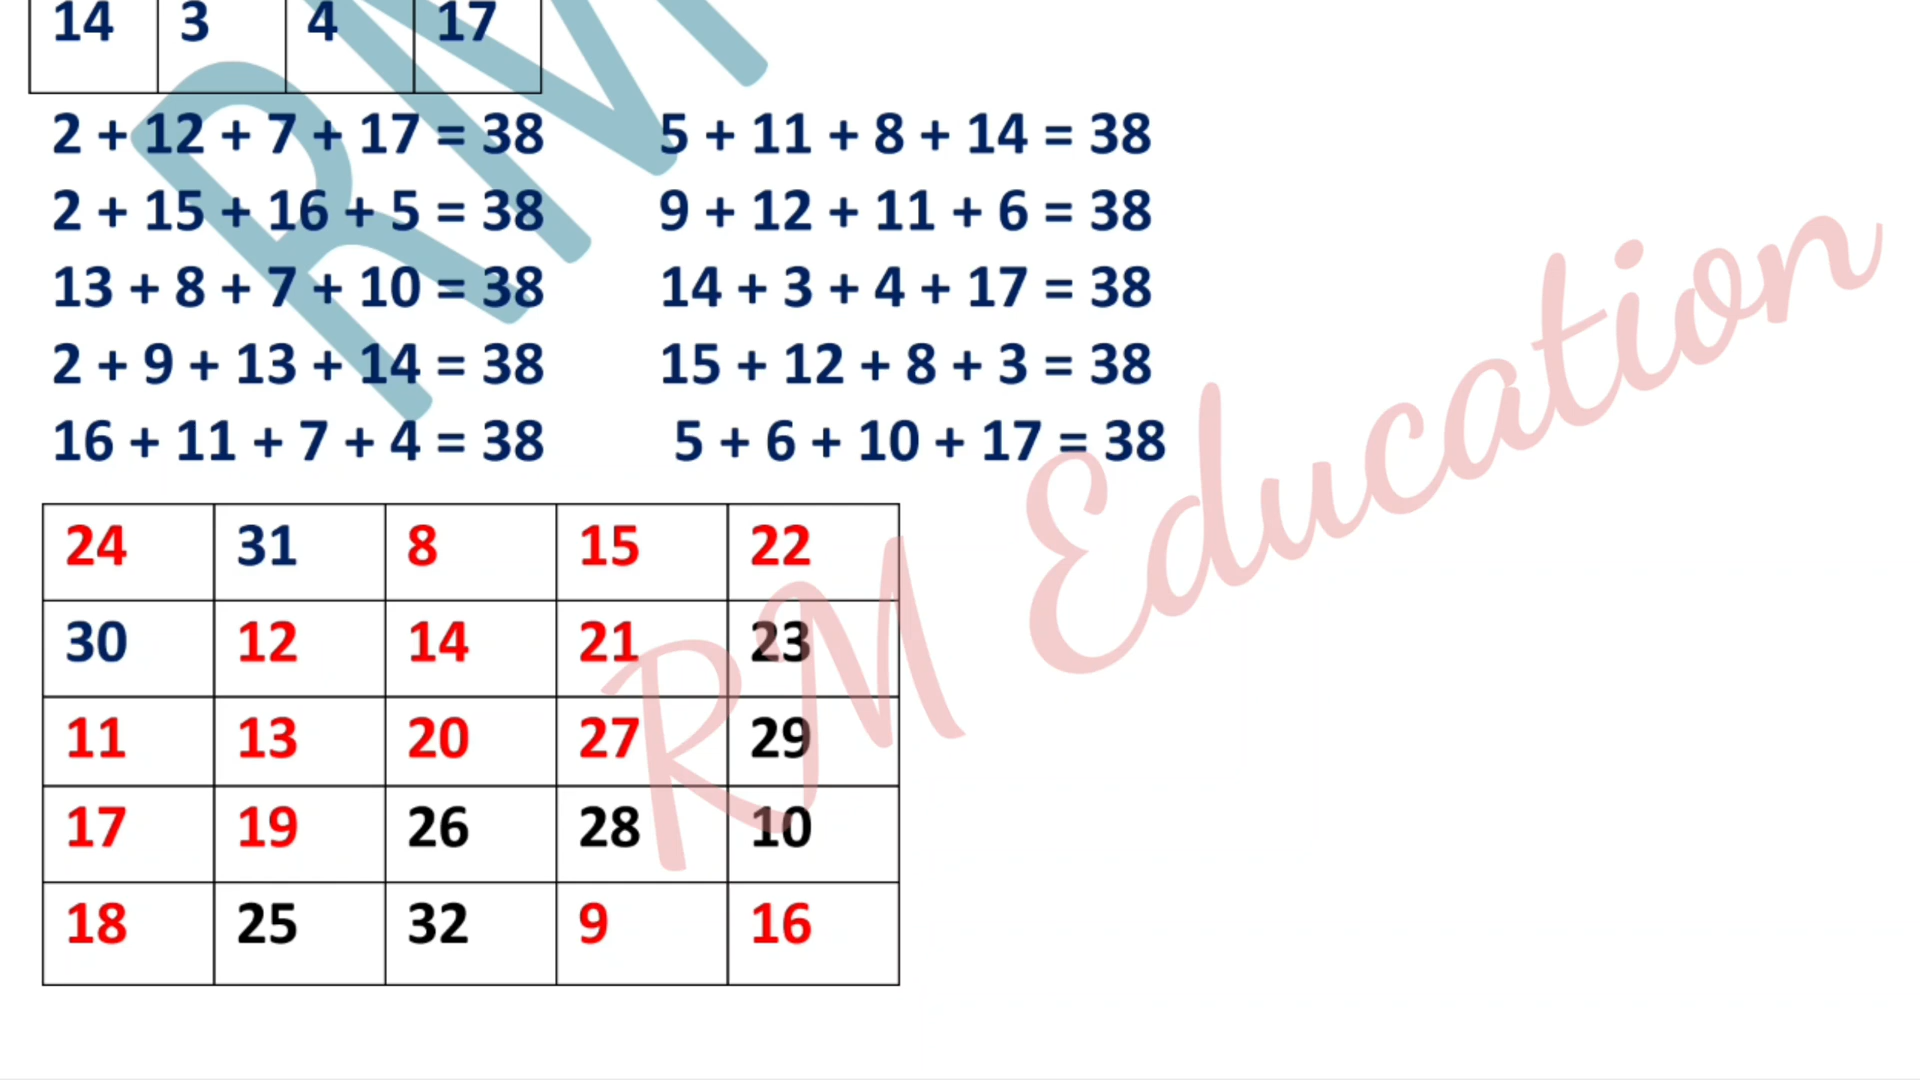 14 3 4 17
2 + 12 + 7 + 17 = 38 5 + 11 + 8 + 14 = 38
2 + 15 + 16 + 5 = 38 9 + 12 + 11 + 6 = 38
13 + 8 + 7 + 10 = 38 14 + 3 + 4 + 17 = 38
2 + 9 + 13 + 14 = 38 15 + 12 + 8 + 3 = 38
16 + 11 + 7 + 4 = 38 5 + 6 + 10 + 17 = 38
24 31 8 15 22
30 12 14 21 23
11 13 20 27 29
17 19 26 28 10
18 25 32 9 16
RM
RM Education